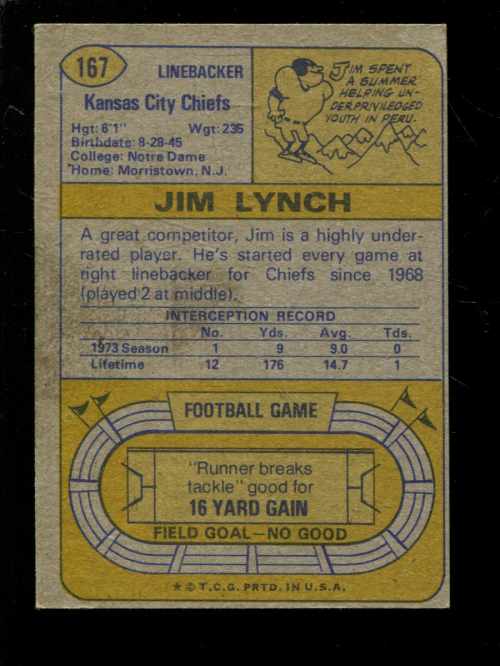 167
LINEBACKER
Kansas City Chiefs
Hgt: 6'1" Wgt: 235
Birthdate: 8-28-45
College: Notre Dame
Home: Morristown, N.J.
JIM SPENT
A SUMMER
HELPING UN-
DERPRIVILEDGED
YOUTH IN PERU.
JIM LYNCH
A great competitor, Jim is a highly under-
rated player. He's started every game at
right linebacker for Chiefs since 1968
(played 2 at middle).
INTERCEPTION RECORD
No. Yds. Avg. Tds.
1973 Season 1 9 9.0 0
Lifetime 12 176 14.7 1
FOOTBALL GAME
"Runner breaks
tackle" good for
16 YARD GAIN
FIELD GOAL—NO GOOD
★ © T.C.G. PRTD. IN U.S.A.